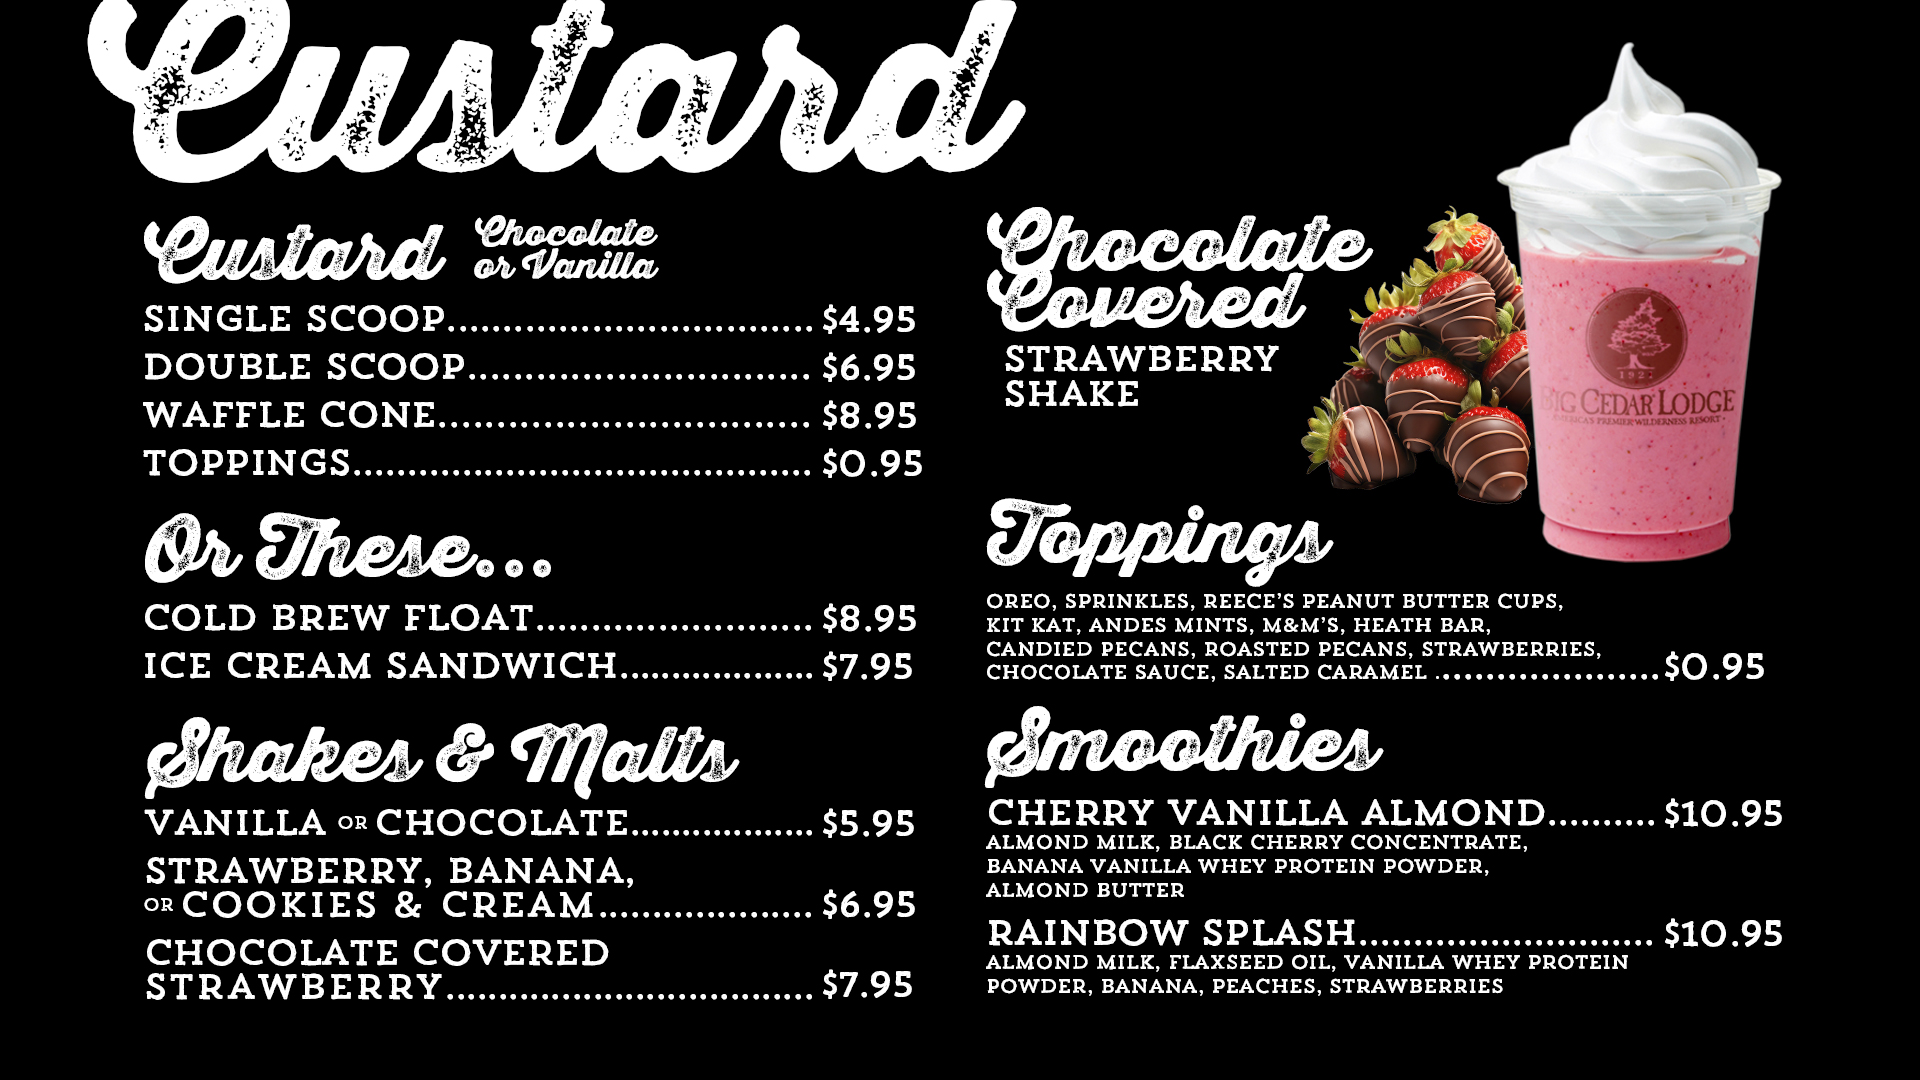 Custard
Custard Chocolate or Vanilla
SINGLE SCOOP................................ $4.95
DOUBLE SCOOP.............................. $6.95
WAFFLE CONE................................. $8.95
TOPPINGS......................................... $0.95
Or These...
COLD BREW FLOAT......................... $8.95
ICE CREAM SANDWICH.................. $7.95
Shakes & Malts
VANILLA OR CHOCOLATE................. $5.95
STRAWBERRY, BANANA,
OR COOKIES & CREAM................... $6.95
CHOCOLATE COVERED
STRAWBERRY................................. $7.95
Chocolate
Covered
STRAWBERRY
SHAKE
192
BIG CEDAR LODGE
AMERICA'S PREMIER WILDERNESS RESORT
Toppings
OREO, SPRINKLES, REECE'S PEANUT BUTTER CUPS,
KIT KAT, ANDES MINTS, M&M'S, HEATH BAR,
CANDIED PECANS, ROASTED PECANS, STRAWBERRIES,
CHOCOLATE SAUCE, SALTED CARAMEL ......................$0.95
Smoothies
CHERRY VANILLA ALMOND.......... $10.95
ALMOND MILK, BLACK CHERRY CONCENTRATE,
BANANA VANILLA WHEY PROTEIN POWDER,
ALMOND BUTTER
RAINBOW SPLASH........................... $10.95
ALMOND MILK, FLAXSEED OIL, VANILLA WHEY PROTEIN
POWDER, BANANA, PEACHES, STRAWBERRIES